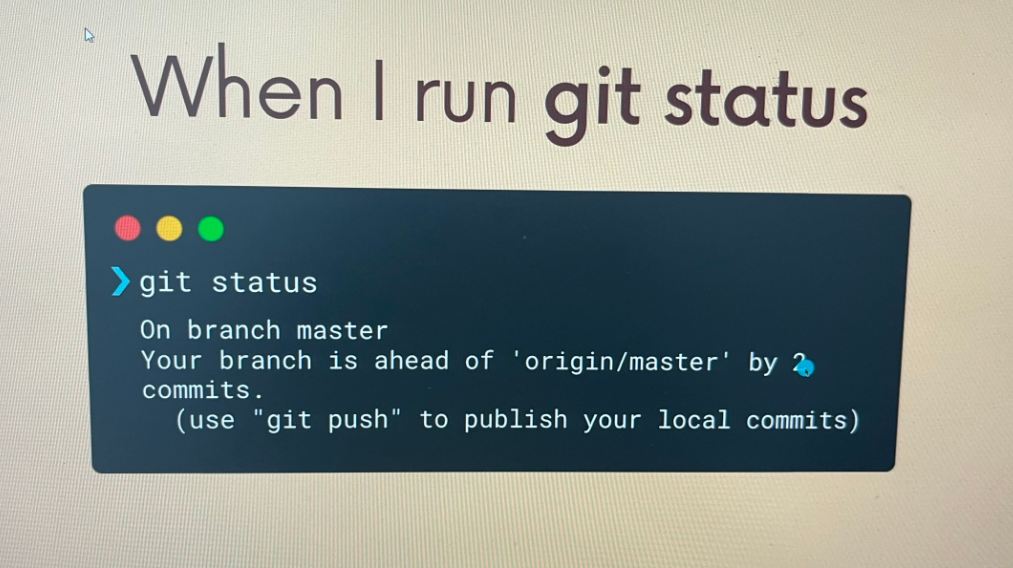 When I run git status
❯ git status
On branch master
Your branch is ahead of 'origin/master' by 2
commits.
(use "git push" to publish your local commits)